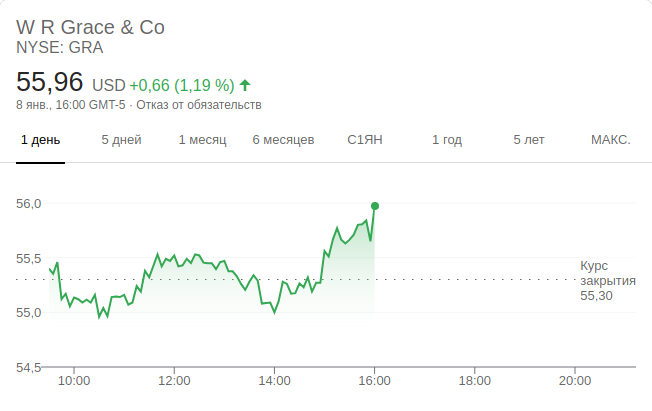 W R Grace & Co
NYSE: GRA
55,96 USD +0,66 (1,19 %)
8 янв., 16:00 GMT-5 · Отказ от обязательств
1 день 5 дней 1 месяц 6 месяцев С1ЯН 1 год 5 лет МАКС.
56,0
55,5
Курс
закрытия
55,30
55,0
54,5
10:00 12:00 14:00 16:00 18:00 20:00